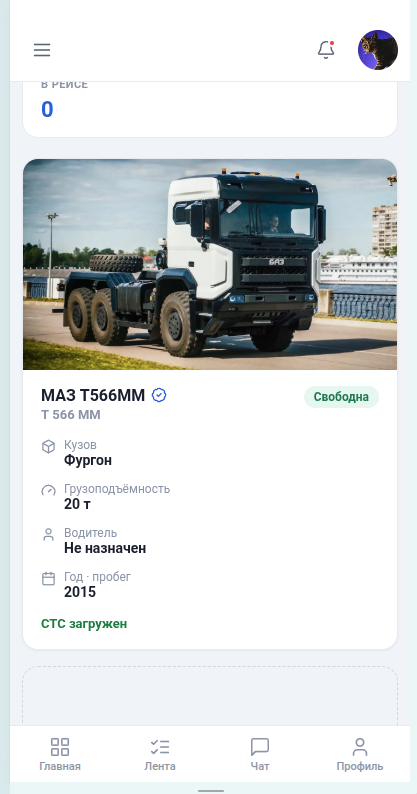 В РЕЙСЕ
0
БАЗ
МАЗ Т566ММ
Т 566 ММ
Свободна
Кузов
Фургон
Грузоподъёмность
20 т
Водитель
Не назначен
Год · пробег
2015
СТС загружен
Главная
Лента
Чат
Профиль